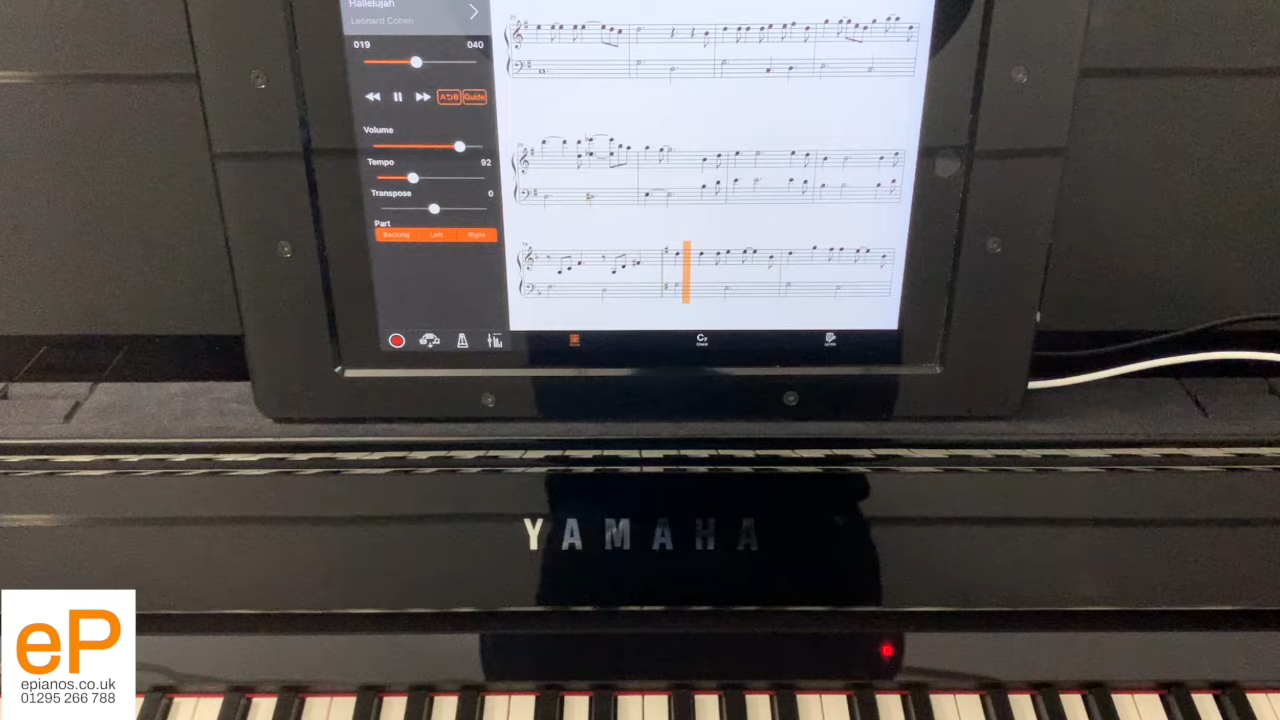 Hallelujah
Leonard Cohen
019 040
A⮌B Guide
Volume
Tempo 92
Transpose 0
Part
Backing Left Right
YAMAHA
eP
epianos.co.uk
01295 266 788